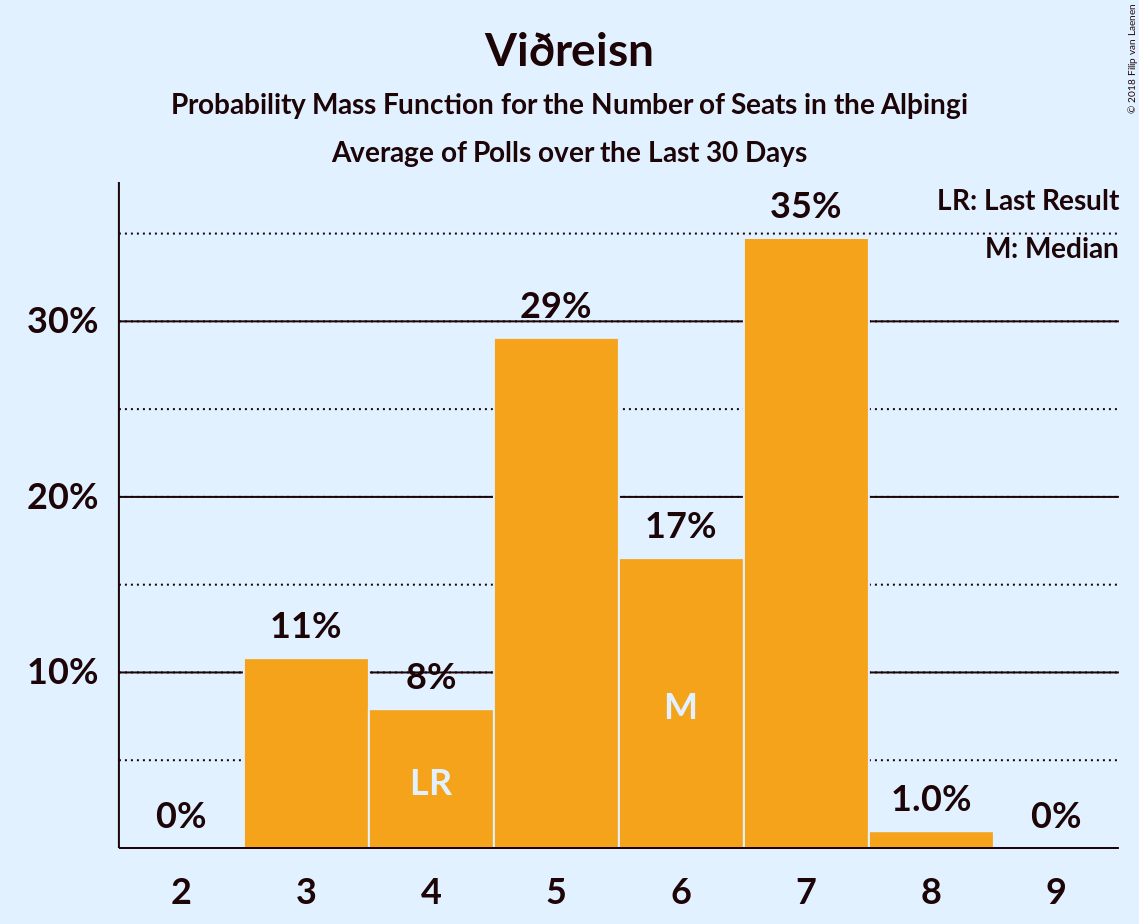 Viðreisn
Probability Mass Function for the Number of Seats in the Alþingi
Average of Polls over the Last 30 Days
© 2018 Filip van Laenen
LR: Last Result
M: Median
35%
29%
30%
20%
17%
11%
10%
8%
M
LR
0%
1.0%
0%
2 3 4 5 6 7 8 9